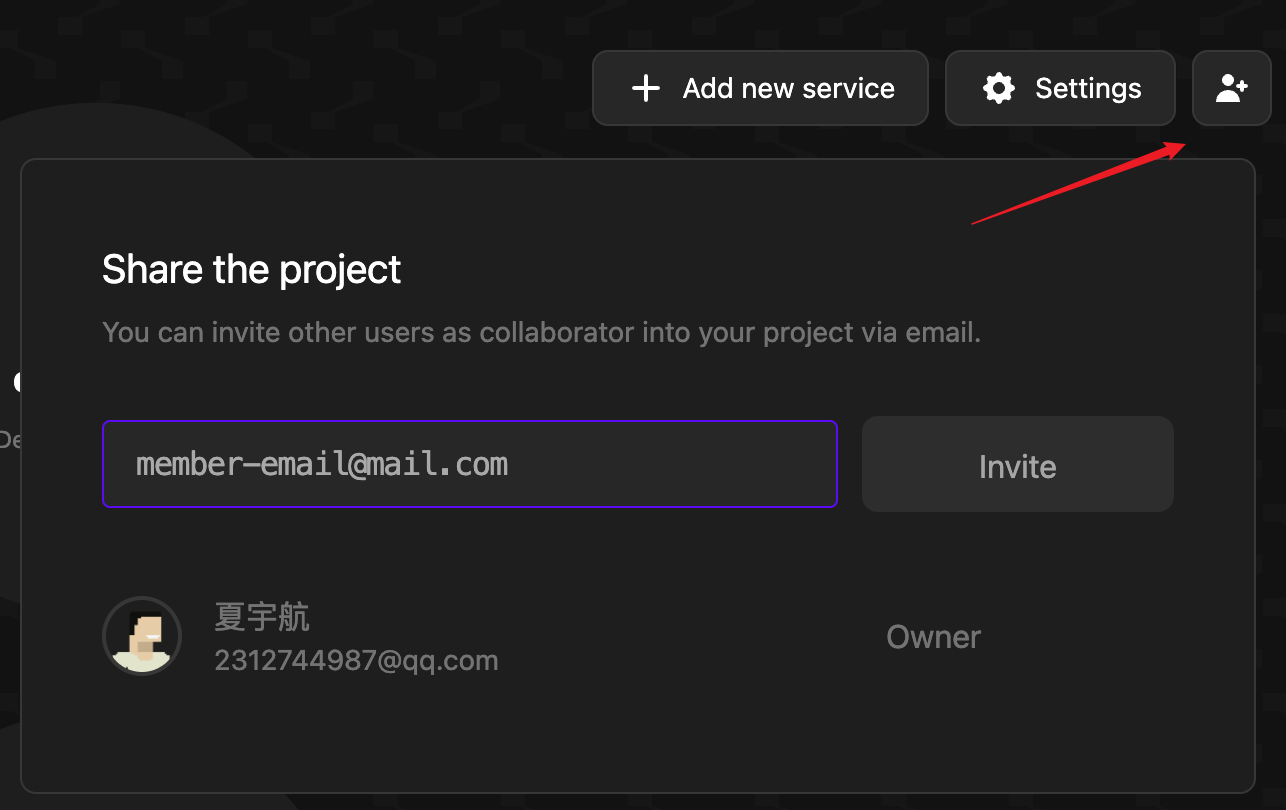 Add new service
Settings
Share the project
You can invite other users as collaborator into your project via email.
De
member-email@mail.com
Invite
夏宇航
2312744987@qq.com
Owner